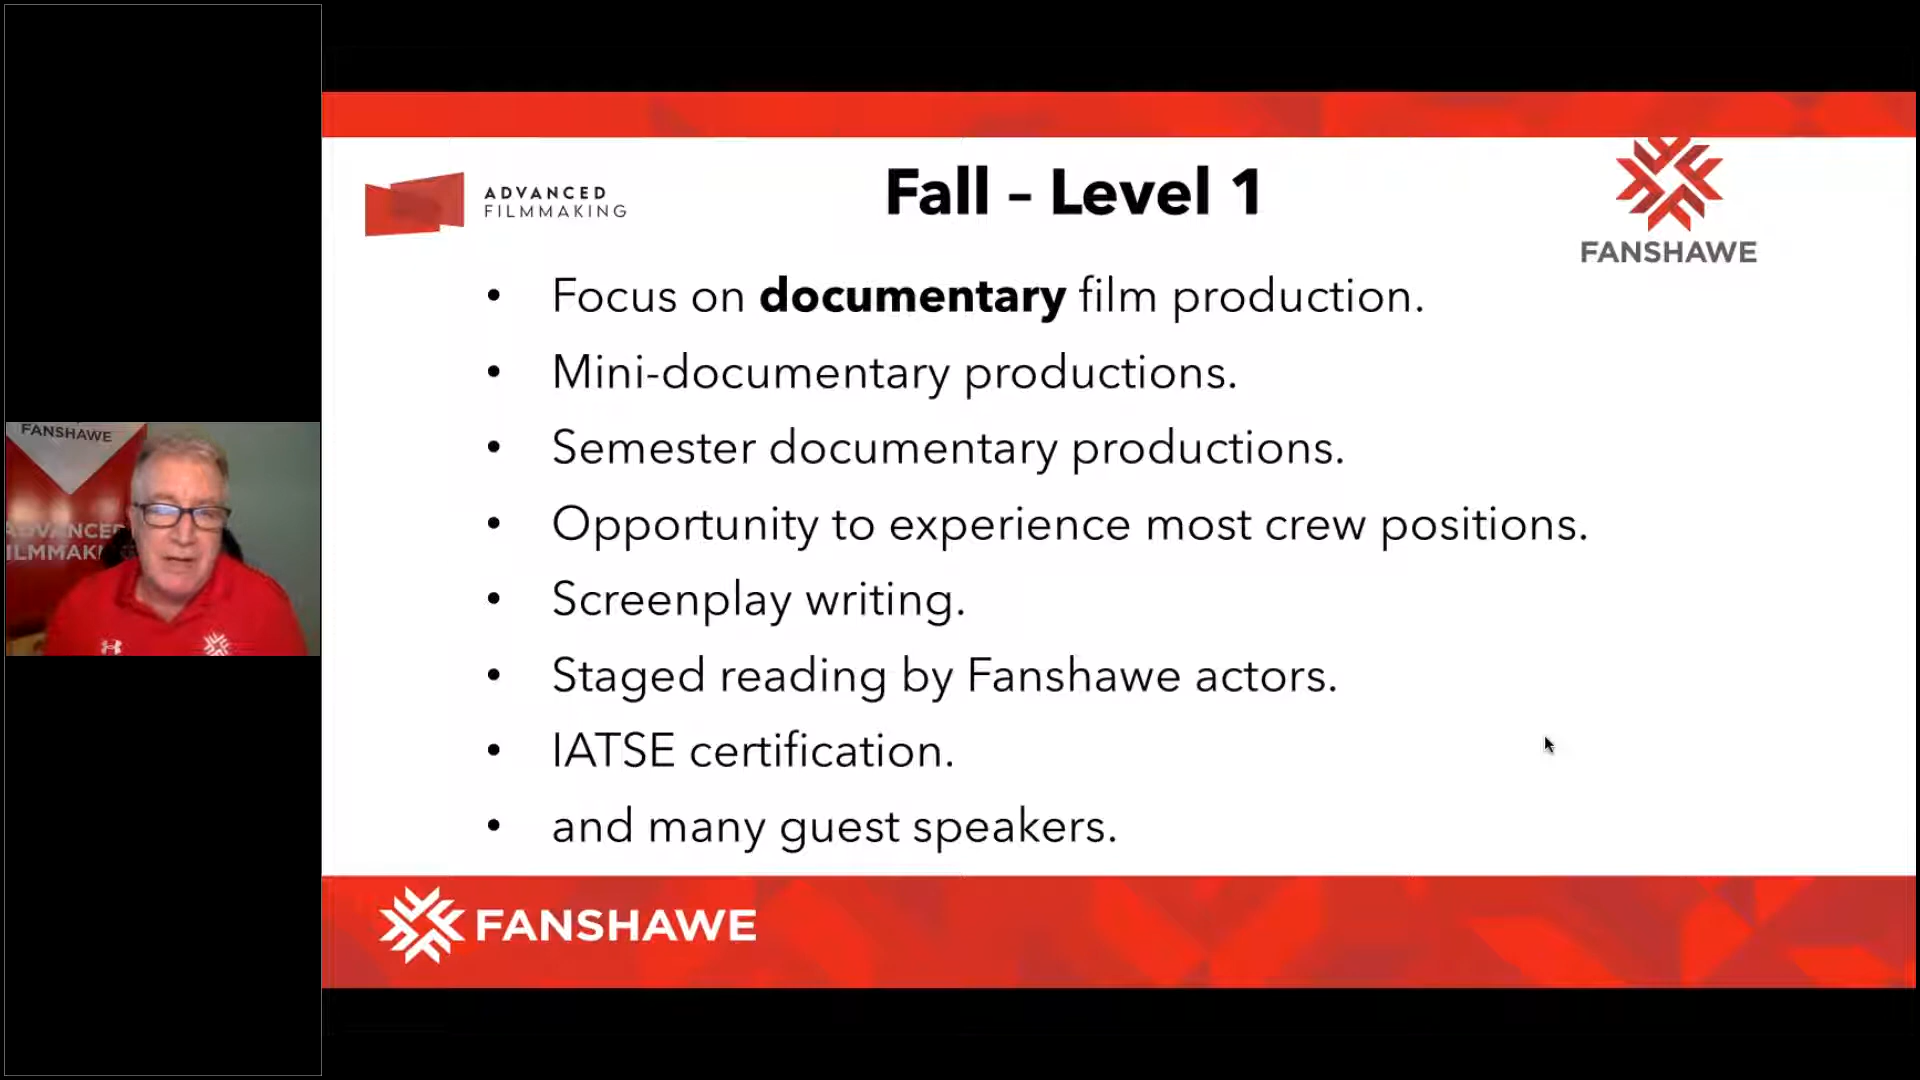 FANSHAWE
ADVANCED
FILMMAKING
Fall – Level 1
FANSHAWE
• Focus on documentary film production.
• Mini-documentary productions.
• Semester documentary productions.
• Opportunity to experience most crew positions.
• Screenplay writing.
• Staged reading by Fanshawe actors.
• IATSE certification.
• and many guest speakers.
FANSHAWE
ADVANCE
ILMMAK